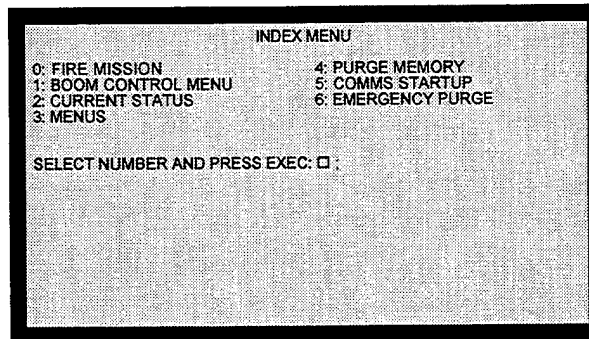 INDEX MENU
0: FIRE MISSION
1: BOOM CONTROL MENU
2: CURRENT STATUS
3: MENUS
4: PURGE MEMORY
5: COMMS STARTUP
6: EMERGENCY PURGE
SELECT NUMBER AND PRESS EXEC: □ :